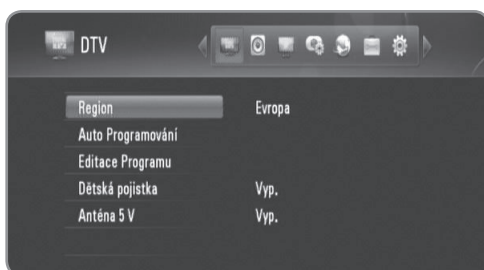 DTV
Region Evropa
Auto Programování
Editace Programu
Dětská pojistka Vyp.
Anténa 5 V Vyp.